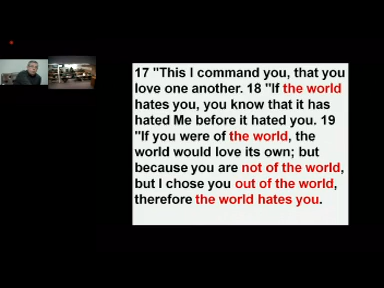 17 "This I command you, that you
love one another. 18 "If the world
hates you, you know that it has
hated Me before it hated you. 19
"If you were of the world, the
world would love its own; but
because you are not of the world,
but I chose you out of the world,
therefore the world hates you.